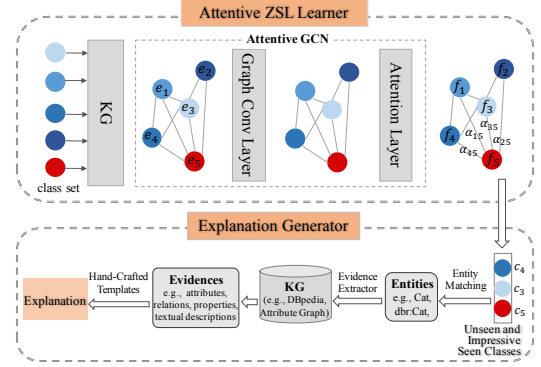 Attentive ZSL Learner
Attentive GCN
KG
class set
e1
e2
e3
e4
e5
Graph Conv Layer
Attention Layer
f1
f2
f3
f4
f5
α35
α15
α25
α45
Explanation Generator
Explanation
Hand-Crafted
Templates
Evidences
e.g., attributes,
relations, properties,
textual descriptions
KG
(e.g., DBpedia,
Attribute Graph)
Evidence
Extractor
Entities
e.g., Cat,
dbr:Cat,
Entity
Matching
c4
c3
c5
Unseen and
Impressive
Seen Classes